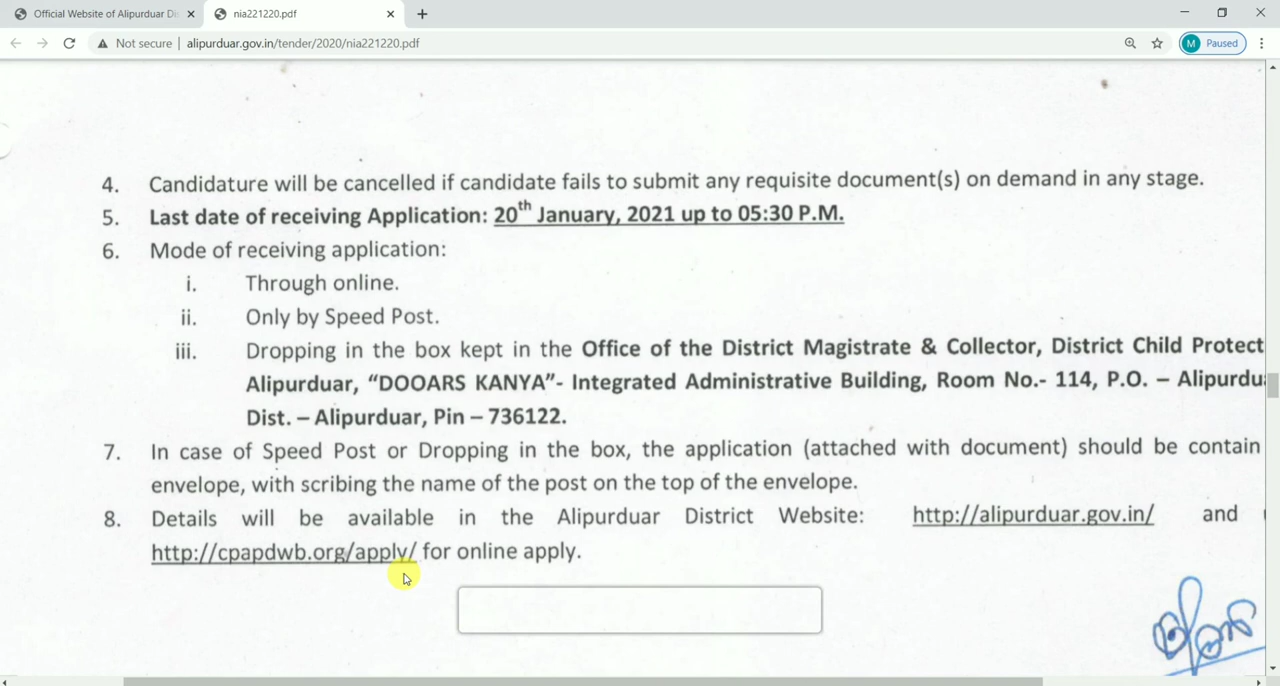 Official Website of Alipurduar Di
nia221220.pdf
Not secure | alipurduar.gov.in/tender/2020/nia221220.pdf
M Paused
4. Candidature will be cancelled if candidate fails to submit any requisite document(s) on demand in any stage.
5. Last date of receiving Application: 20th January, 2021 up to 05:30 P.M.
6. Mode of receiving application:
i. Through online.
ii. Only by Speed Post.
iii. Dropping in the box kept in the Office of the District Magistrate & Collector, District Child Protect
Alipurduar, “DOOARS KANYA”- Integrated Administrative Building, Room No.- 114, P.O. – Alipurdu
Dist. – Alipurduar, Pin – 736122.
7. In case of Speed Post or Dropping in the box, the application (attached with document) should be contain
envelope, with scribing the name of the post on the top of the envelope.
8. Details will be available in the Alipurduar District Website: http://alipurduar.gov.in/ and
http://cpapdwb.org/apply/ for online apply.